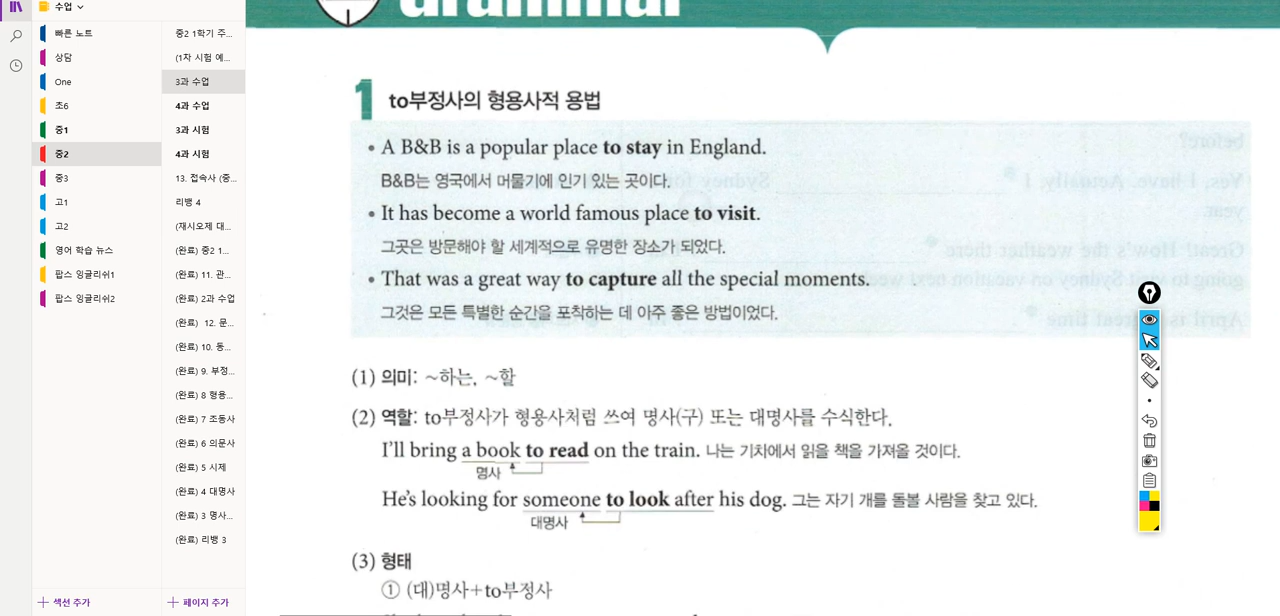 수업
빠른 노트
상담
One
초6
중1
중2
중3
고1
고2
영어 학습 뉴스
팝스 잉글리쉬1
팝스 잉글리쉬2
섹션 추가
중2 1학기 주...
(1차 시험 예...
3과 수업
4과 수업
3과 시험
4과 시험
13. 접속사 (중...
리뱅 4
(재시오제 대...
(완료) 중2 1...
(완료) 11. 관...
(완료) 2과 수업
(완료) 12. 문...
(완료) 10. 동...
(완료) 9. 부정...
(완료) 8 형용...
(완료) 7 조동사
(완료) 6 의문사
(완료) 5 시제
(완료) 4 대명사
(완료) 3 명사...
(완료) 리뱅 3
페이지 추가
grammar
1 to부정사의 형용사적 용법
• A B&B is a popular place to stay in England.
B&B는 영국에서 머물기에 인기 있는 곳이다.
• It has become a world famous place to visit.
그곳은 방문해야 할 세계적으로 유명한 장소가 되었다.
• That was a great way to capture all the special moments.
그것은 모든 특별한 순간을 포착하는 데 아주 좋은 방법이었다.
(1) 의미: ~하는, ~할
(2) 역할: to부정사가 형용사처럼 쓰여 명사(구) 또는 대명사를 수식한다.
I'll bring a book to read on the train. 나는 기차에서 읽을 책을 가져올 것이다.
명사
He's looking for someone to look after his dog. 그는 자기 개를 돌볼 사람을 찾고 있다.
대명사
(3) 형태
① (대)명사+to부정사